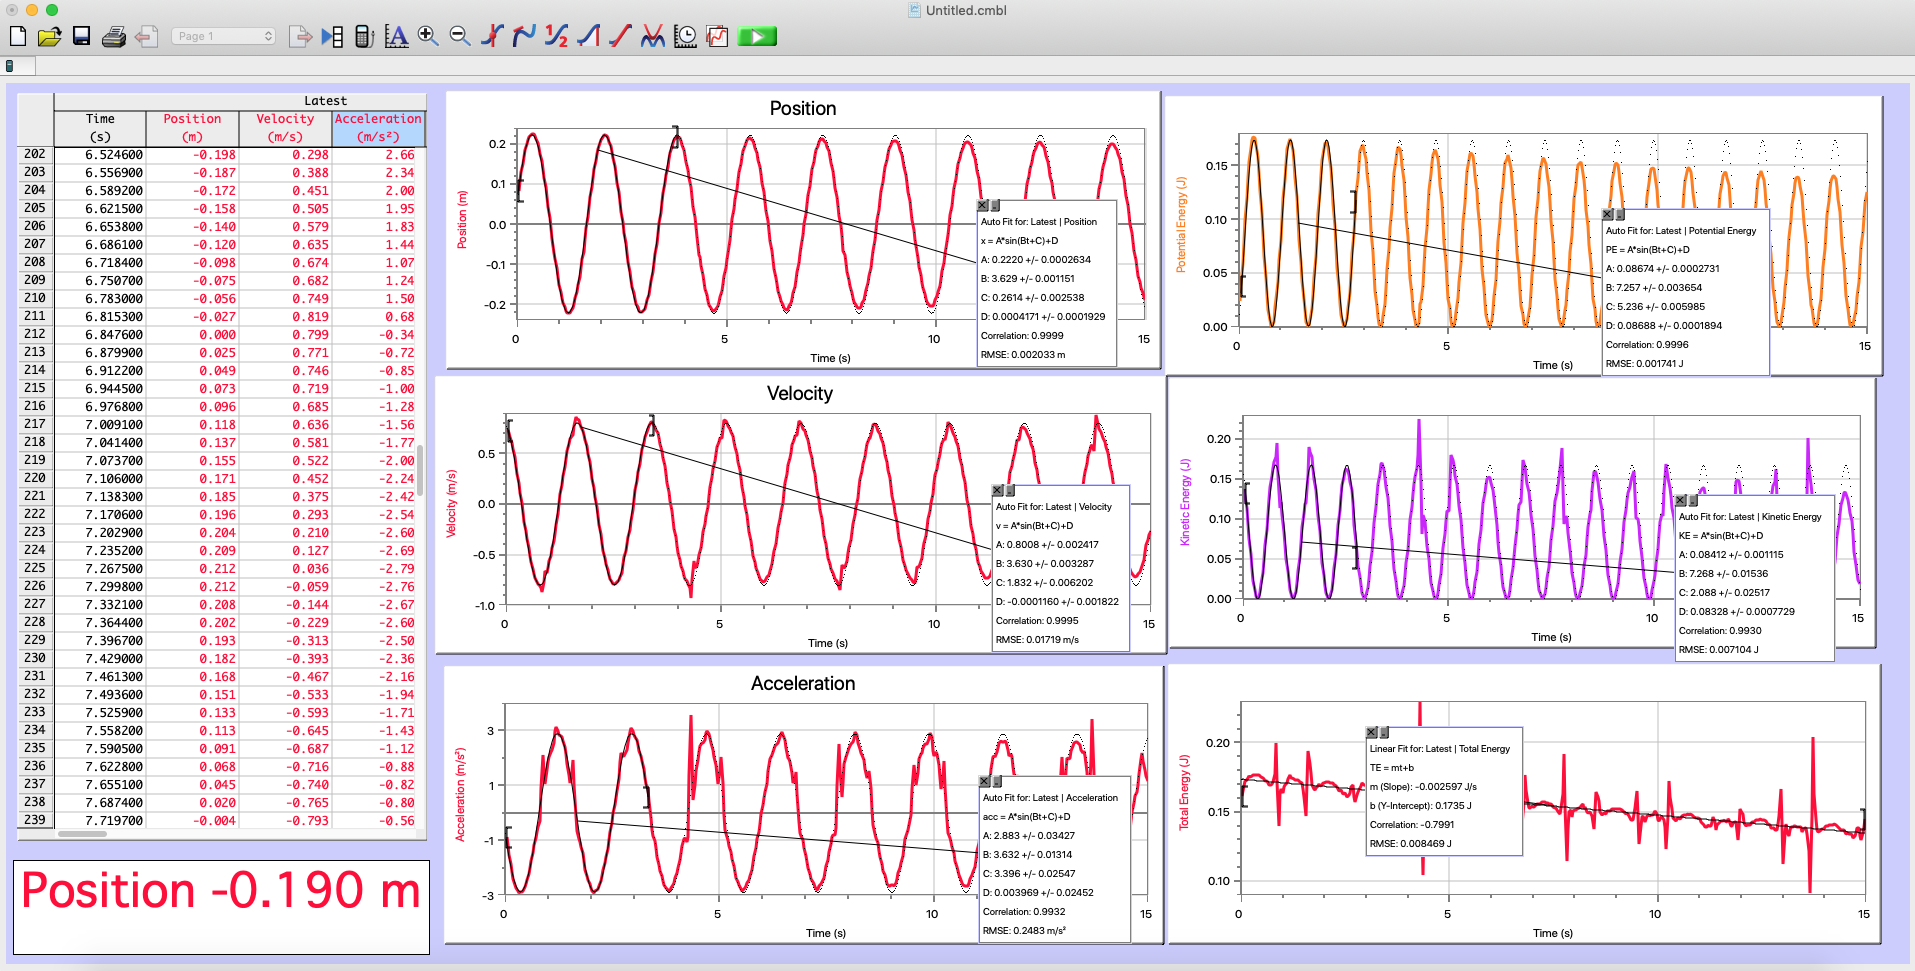 Untitled.cmbl
Page 1
Latest
Time Position Velocity Acceleration
(s) (m) (m/s) (m/s²)
202 6.524600 -0.198 0.298 2.66
203 6.556900 -0.187 0.388 2.34
204 6.589200 -0.172 0.451 2.00
205 6.621500 -0.158 0.505 1.95
206 6.653800 -0.140 0.579 1.83
207 6.686100 -0.120 0.635 1.44
208 6.718400 -0.098 0.674 1.07
209 6.750700 -0.075 0.682 1.24
210 6.783000 -0.056 0.749 1.50
211 6.815300 -0.027 0.819 0.68
212 6.847600 0.000 0.799 -0.34
213 6.879900 0.025 0.771 -0.72
214 6.912200 0.049 0.746 -0.85
215 6.944500 0.073 0.719 -1.00
216 6.976800 0.096 0.685 -1.28
217 7.009100 0.118 0.636 -1.56
218 7.041400 0.137 0.581 -1.77
219 7.073700 0.155 0.522 -2.00
220 7.106000 0.171 0.452 -2.24
221 7.138300 0.185 0.375 -2.42
222 7.170600 0.196 0.293 -2.54
223 7.202900 0.204 0.210 -2.60
224 7.235200 0.209 0.127 -2.69
225 7.267500 0.212 0.036 -2.79
226 7.299800 0.212 -0.059 -2.76
227 7.332100 0.208 -0.144 -2.67
228 7.364400 0.202 -0.229 -2.60
229 7.396700 0.193 -0.313 -2.50
230 7.429000 0.182 -0.393 -2.36
231 7.461300 0.168 -0.467 -2.16
232 7.493600 0.151 -0.533 -1.94
233 7.525900 0.133 -0.593 -1.71
234 7.558200 0.113 -0.645 -1.43
235 7.590500 0.091 -0.687 -1.12
236 7.622800 0.068 -0.716 -0.88
237 7.655100 0.045 -0.740 -0.82
238 7.687400 0.020 -0.765 -0.80
239 7.719700 -0.004 -0.793 -0.56
Position -0.190 m
Position
Position (m)
0.2
0.1
0.0
-0.1
-0.2
0 5 10 15
Time (s)
Auto Fit for: Latest | Position
x = A*sin(Bt+C)+D
A: 0.2220 +/- 0.0002634
B: 3.629 +/- 0.001151
C: 0.2614 +/- 0.002538
D: 0.0004171 +/- 0.0001929
Correlation: 0.9999
RMSE: 0.002033 m
Potential Energy (J)
0.15
0.10
0.05
0.00
0 5 15
Time (s)
Auto Fit for: Latest | Potential Energy
PE = A*sin(Bt+C)+D
A: 0.08674 +/- 0.0002731
B: 7.257 +/- 0.003654
C: 5.236 +/- 0.005985
D: 0.08688 +/- 0.0001894
Correlation: 0.9996
RMSE: 0.001741 J
Velocity
Velocity (m/s)
0.5
0.0
-0.5
-1.0
0 5 10 15
Time (s)
Auto Fit for: Latest | Velocity
v = A*sin(Bt+C)+D
A: 0.8008 +/- 0.002417
B: 3.630 +/- 0.003287
C: 1.832 +/- 0.006202
D: -0.0001160 +/- 0.001822
Correlation: 0.9995
RMSE: 0.01719 m/s
Kinetic Energy (J)
0.20
0.15
0.10
0.05
0.00
0 5 10 15
Time (s)
Auto Fit for: Latest | Kinetic Energy
KE = A*sin(Bt+C)+D
A: 0.08412 +/- 0.001115
B: 7.268 +/- 0.01536
C: 2.088 +/- 0.02517
D: 0.08328 +/- 0.0007729
Correlation: 0.9930
RMSE: 0.007104 J
Acceleration
Acceleration (m/s²)
3
1
-1
-3
0 5 10 15
Time (s)
Auto Fit for: Latest | Acceleration
acc = A*sin(Bt+C)+D
A: 2.883 +/- 0.03427
B: 3.632 +/- 0.01314
C: 3.396 +/- 0.02547
D: 0.003969 +/- 0.02452
Correlation: 0.9932
RMSE: 0.2483 m/s²
Total Energy (J)
0.20
0.15
0.10
0 5 10 15
Time (s)
Linear Fit for: Latest | Total Energy
TE = mt+b
m (Slope): -0.002597 J/s
b (Y-Intercept): 0.1735 J
Correlation: -0.7991
RMSE: 0.008469 J